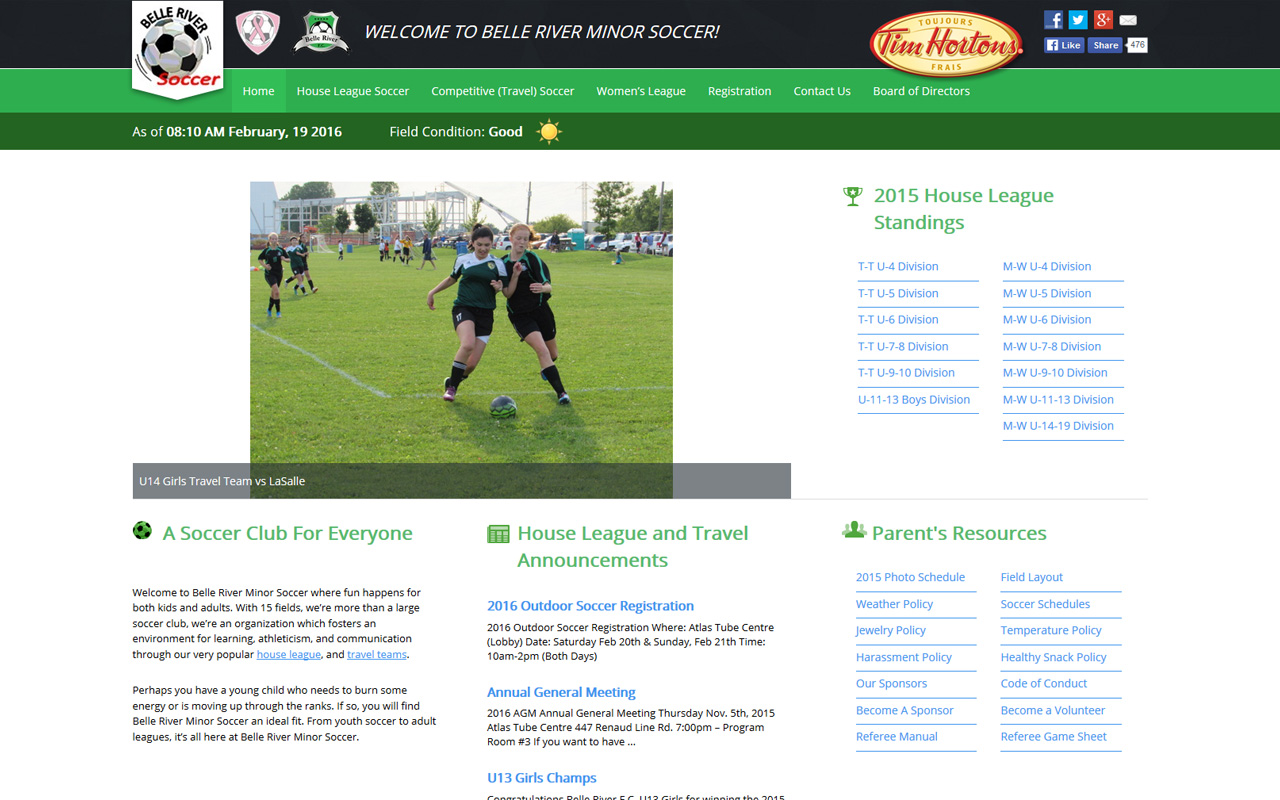 BELLE RIVER
Soccer
Belle River
F.C.
WELCOME TO BELLE RIVER MINOR SOCCER!
TOUJOURS
Tim Hortons
FRAIS
Like
Share
476
Home
House League Soccer
Competitive (Travel) Soccer
Women's League
Registration
Contact Us
Board of Directors
As of 08:10 AM February, 19 2016
Field Condition: Good
U14 Girls Travel Team vs LaSalle
2015 House League
Standings
T-T U-4 Division
T-T U-5 Division
T-T U-6 Division
T-T U-7-8 Division
T-T U-9-10 Division
U-11-13 Boys Division
M-W U-4 Division
M-W U-5 Division
M-W U-6 Division
M-W U-7-8 Division
M-W U-9-10 Division
M-W U-11-13 Division
M-W U-14-19 Division
A Soccer Club For Everyone
Welcome to Belle River Minor Soccer where fun happens for
both kids and adults. With 15 fields, we're more than a large
soccer club, we're an organization which fosters an
environment for learning, athleticism, and communication
through our very popular house league, and travel teams.
Perhaps you have a young child who needs to burn some
energy or is moving up through the ranks. If so, you will find
Belle River Minor Soccer an ideal fit. From youth soccer to adult
leagues, it's all here at Belle River Minor Soccer.
House League and Travel
Announcements
2016 Outdoor Soccer Registration
2016 Outdoor Soccer Registration Where: Atlas Tube Centre
(Lobby) Date: Saturday Feb 20th & Sunday, Feb 21th Time:
10am-2pm (Both Days)
Annual General Meeting
2016 AGM Annual General Meeting Thursday Nov. 5th, 2015
Atlas Tube Centre 447 Renaud Line Rd. 7:00pm – Program
Room #3 If you want to have ...
U13 Girls Champs
Congratulations Belle River F.C. U13 Girls for winning the 2015
Parent's Resources
2015 Photo Schedule
Weather Policy
Jewelry Policy
Harassment Policy
Our Sponsors
Become A Sponsor
Referee Manual
Field Layout
Soccer Schedules
Temperature Policy
Healthy Snack Policy
Code of Conduct
Become a Volunteer
Referee Game Sheet